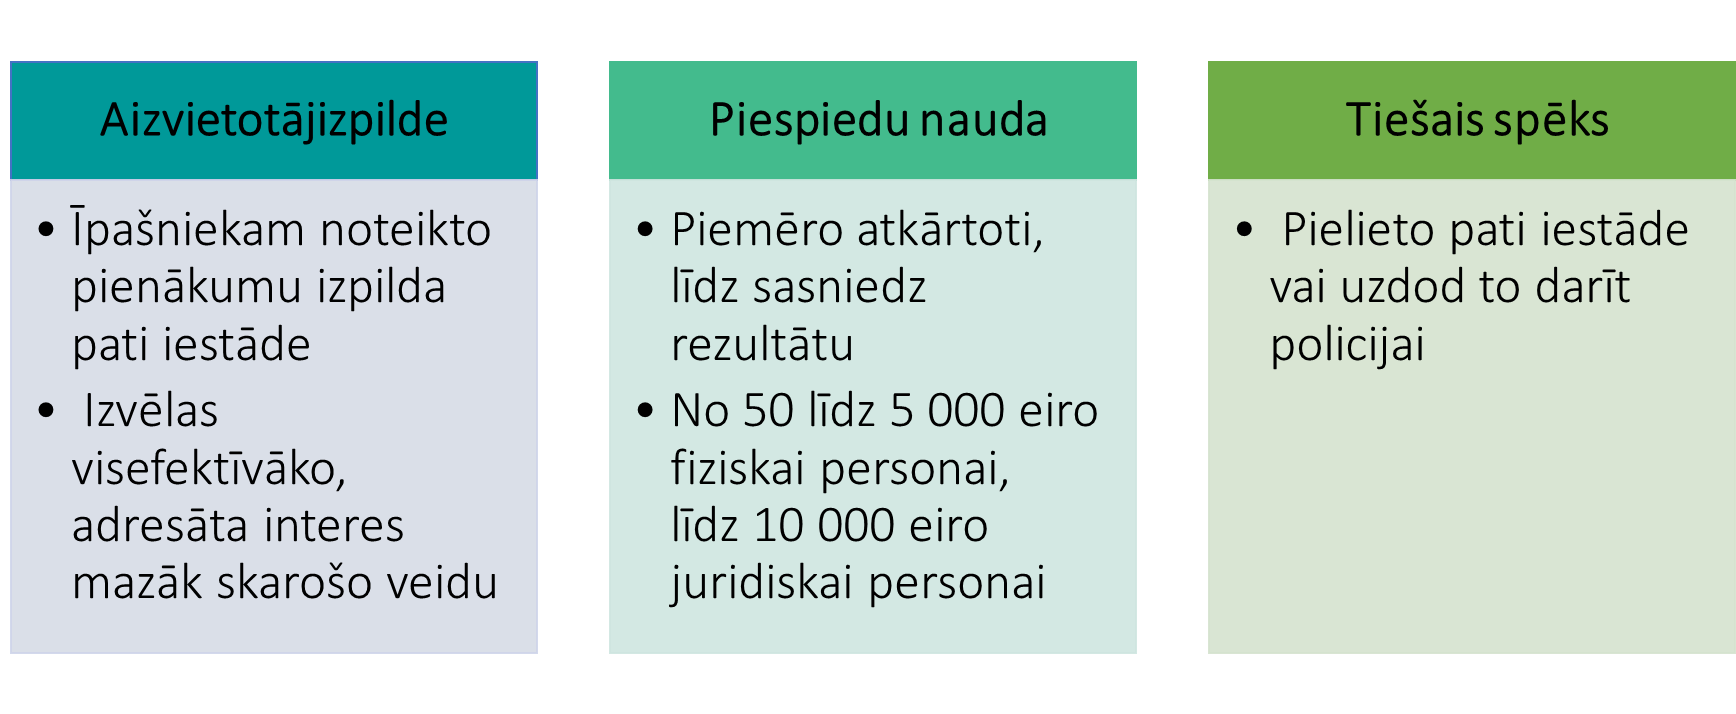 Aizvietotājizpilde
• Īpašniekam noteikto
pienākumu izpilda
pati iestāde
• Izvēlas
visefektīvāko,
adresāta interes
mazāk skarošo veidu
Piespiedu nauda
• Piemēro atkārtoti,
līdz sasniedz
rezultātu
• No 50 līdz 5 000 eiro
fiziskai personai,
līdz 10 000 eiro
juridiskai personai
Tiešais spēks
• Pielieto pati iestāde
vai uzdod to darīt
policijai